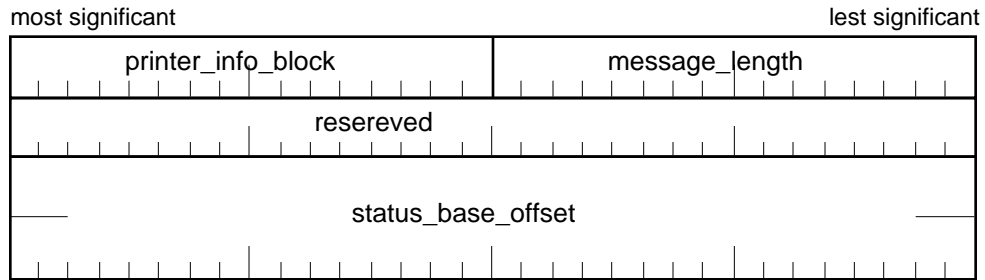 most significant lest significant
printer_info_block message_length
resereved
status_base_offset